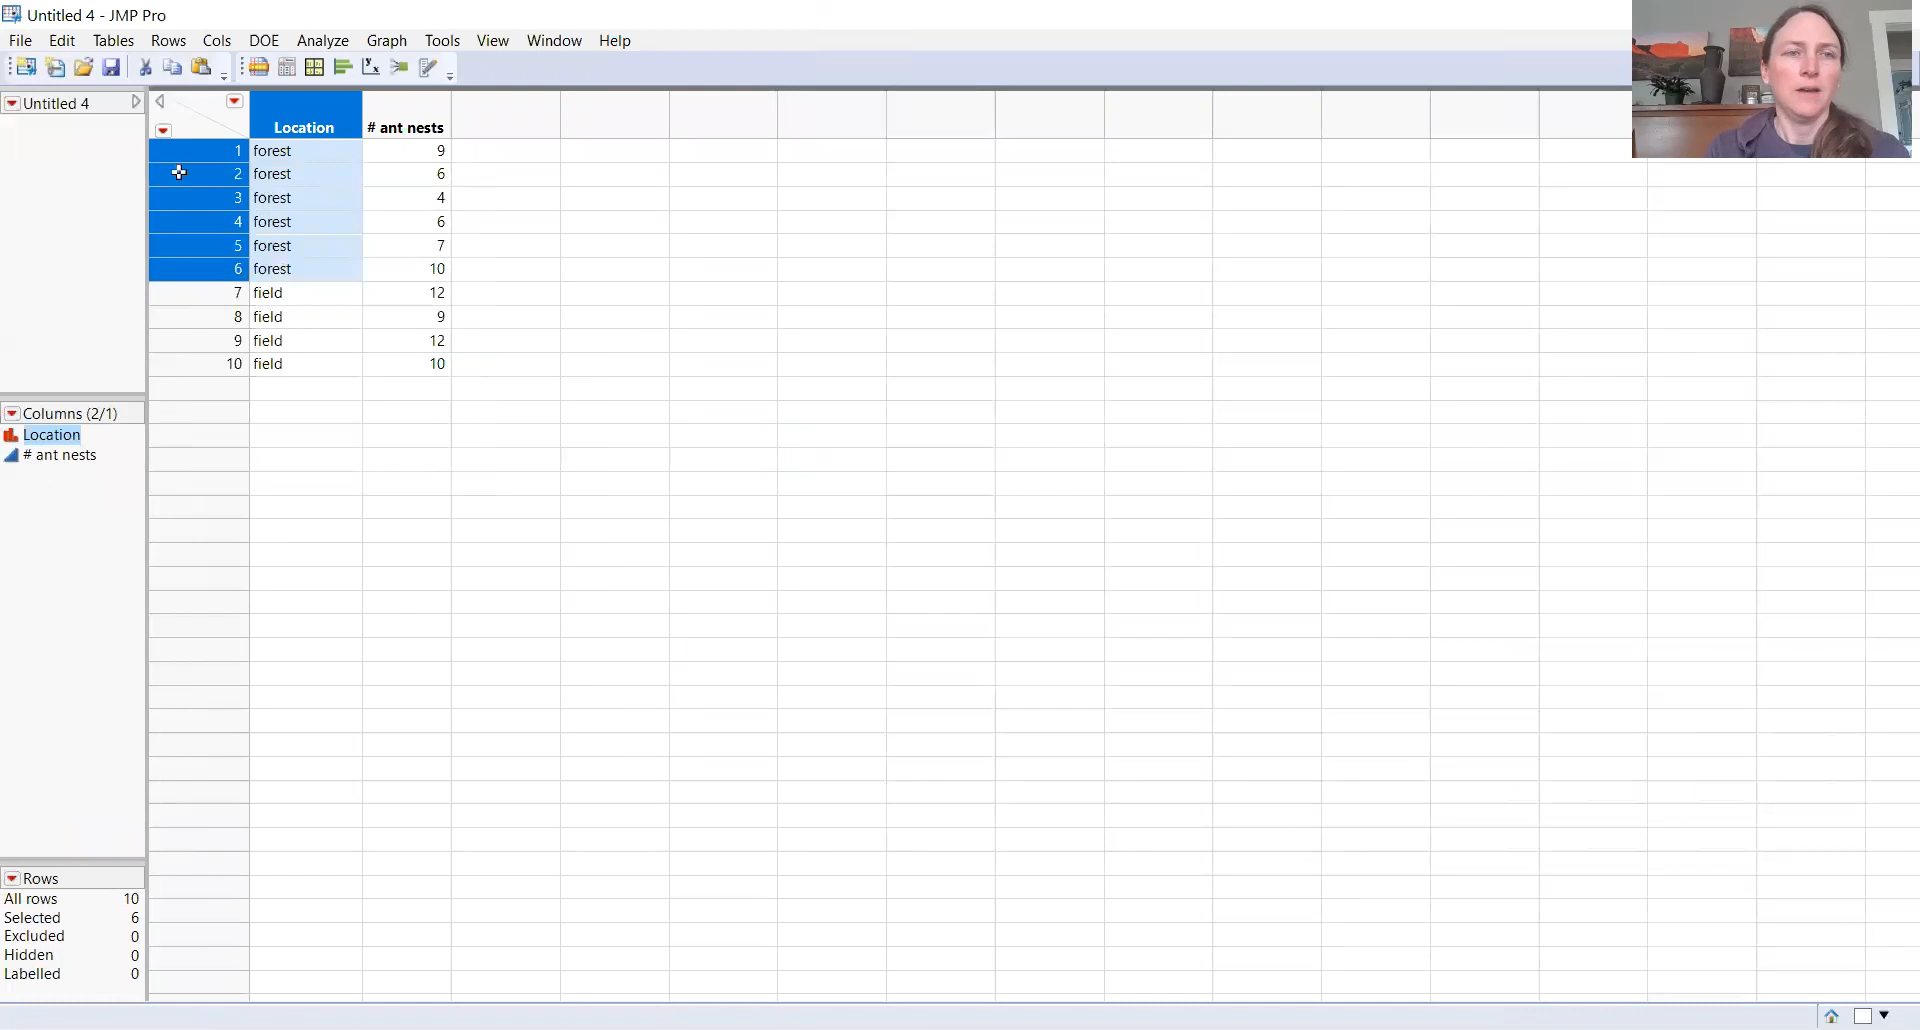 Untitled 4 - JMP Pro
File Edit Tables Rows Cols DOE Analyze Graph Tools View Window Help
Untitled 4
Location # ant nests
1 forest 9
2 forest 6
3 forest 4
4 forest 6
5 forest 7
6 forest 10
7 field 12
8 field 9
9 field 12
10 field 10
Columns (2/1)
Location
# ant nests
Rows
All rows 10
Selected 6
Excluded 0
Hidden 0
Labelled 0